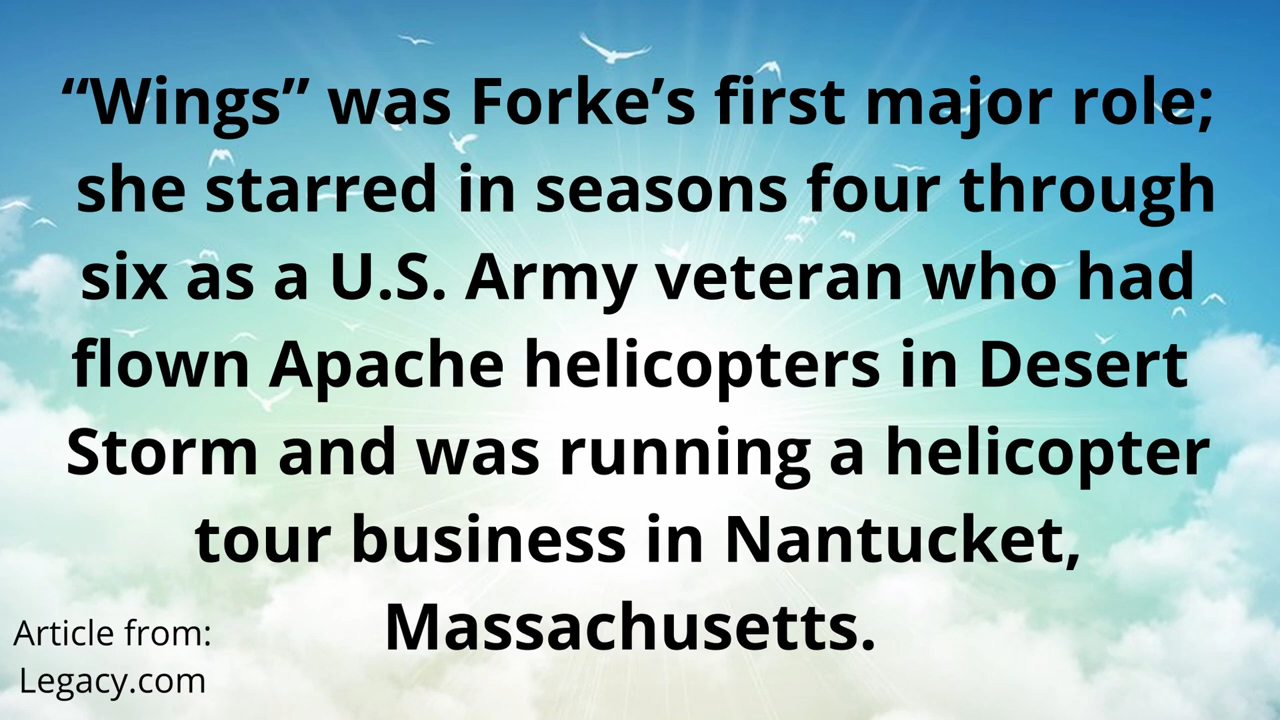 “Wings” was Forke’s first major role;
she starred in seasons four through
six as a U.S. Army veteran who had
flown Apache helicopters in Desert
Storm and was running a helicopter
tour business in Nantucket,
Massachusetts.
Article from:
Legacy.com